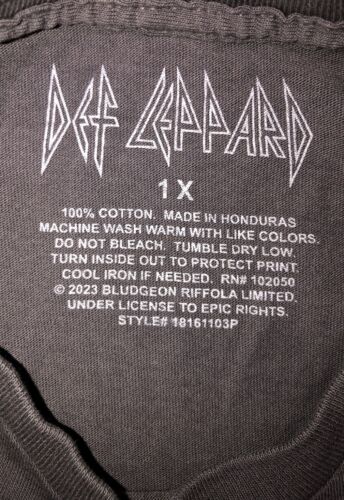 DEF LEPPARD
1 X
100% COTTON. MADE IN HONDURAS
MACHINE WASH WARM WITH LIKE COLORS.
DO NOT BLEACH. TUMBLE DRY LOW.
TURN INSIDE OUT TO PROTECT PRINT.
COOL IRON IF NEEDED. RN# 102050
© 2023 BLUDGEON RIFFOLA LIMITED.
UNDER LICENSE TO EPIC RIGHTS.
STYLE# 18161103P